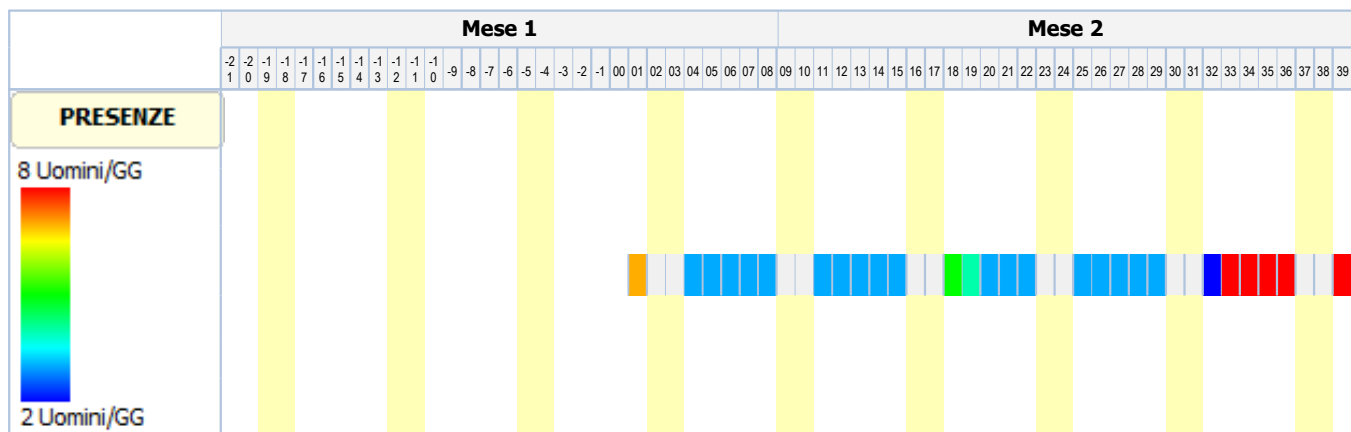 Mese 1 Mese 2
-21 -20 -19 -18 -17 -16 -15 -14 -13 -12 -11 -10 -9 -8 -7 -6 -5 -4 -3 -2 -1 00 01 02 03 04 05 06 07 08 09 10 11 12 13 14 15 16 17 18 19 20 21 22 23 24 25 26 27 28 29 30 31 32 33 34 35 36 37 38 39
PRESENZE
8 Uomini/GG
2 Uomini/GG